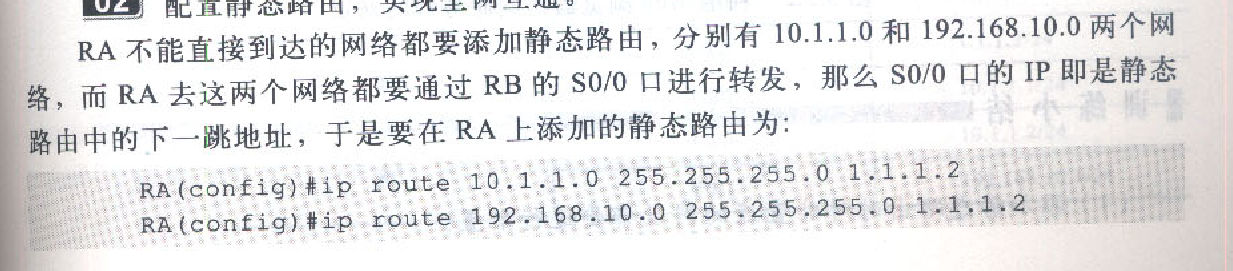 02 配置静态路由，实现全网互通。
RA 不能直接到达的网络都要添加静态路由，分别有 10.1.1.0 和 192.168.10.0 两个网
络，而 RA 去这两个网络都要通过 RB 的 S0/0 口进行转发，那么 S0/0 口的 IP 即是静态
路由中的下一跳地址，于是要在 RA 上添加的静态路由为：
RA(config)#ip route 10.1.1.0 255.255.255.0 1.1.1.2
RA(config)#ip route 192.168.10.0 255.255.255.0 1.1.1.2